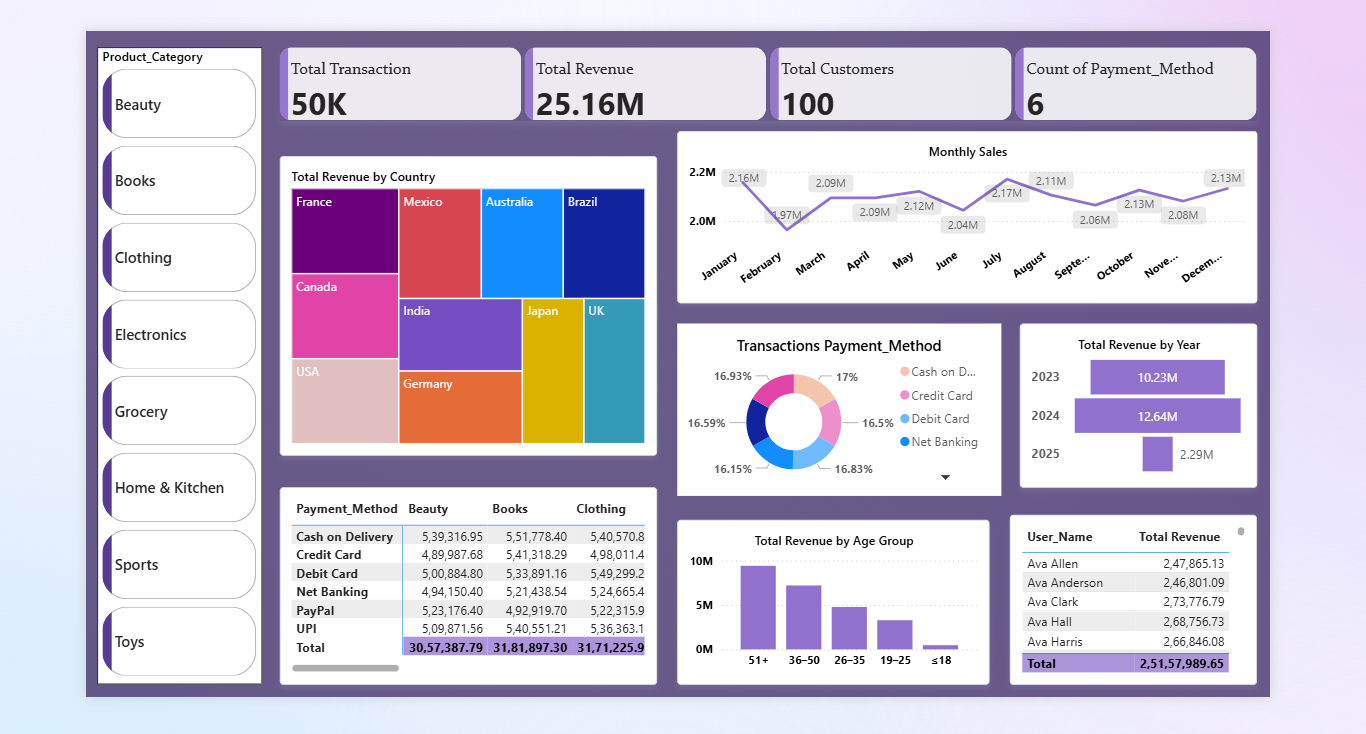 Product_Category
Beauty
Books
Clothing
Electronics
Grocery
Home & Kitchen
Sports
Toys
Total Transaction
50K
Total Revenue
25.16M
Total Customers
100
Count of Payment_Method
6
Total Revenue by Country
France
Mexico
Australia
Brazil
Canada
India
Japan
UK
USA
Germany
Monthly Sales
2.2M
2.0M
2.16M
1.97M
2.09M
2.09M
2.12M
2.04M
2.17M
2.11M
2.06M
2.13M
2.08M
2.13M
January
February
March
April
May
June
July
August
Septe...
October
Nove...
Decem...
Transactions Payment_Method
16.93%
17%
16.59%
16.5%
16.15%
16.83%
Cash on D...
Credit Card
Debit Card
Net Banking
Total Revenue by Year
2023 10.23M
2024 12.64M
2025 2.29M
Payment_Method Beauty Books Clothing
Cash on Delivery 5,39,316.95 5,51,778.40 5,40,570.8
Credit Card 4,89,987.68 5,41,318.29 4,98,011.4
Debit Card 5,00,884.80 5,33,891.16 5,49,299.2
Net Banking 4,94,150.40 5,21,438.54 5,24,665.4
PayPal 5,23,176.40 4,92,919.70 5,22,315.9
UPI 5,09,871.56 5,40,551.21 5,36,363.1
Total 30,57,387.79 31,81,897.30 31,71,225.9
Total Revenue by Age Group
10M
5M
0M
51+
36–50
26–35
19–25
≤18
User_Name Total Revenue
Ava Allen 2,47,865.13
Ava Anderson 2,46,801.09
Ava Clark 2,73,776.79
Ava Hall 2,68,756.73
Ava Harris 2,66,846.08
Total 2,51,57,989.65